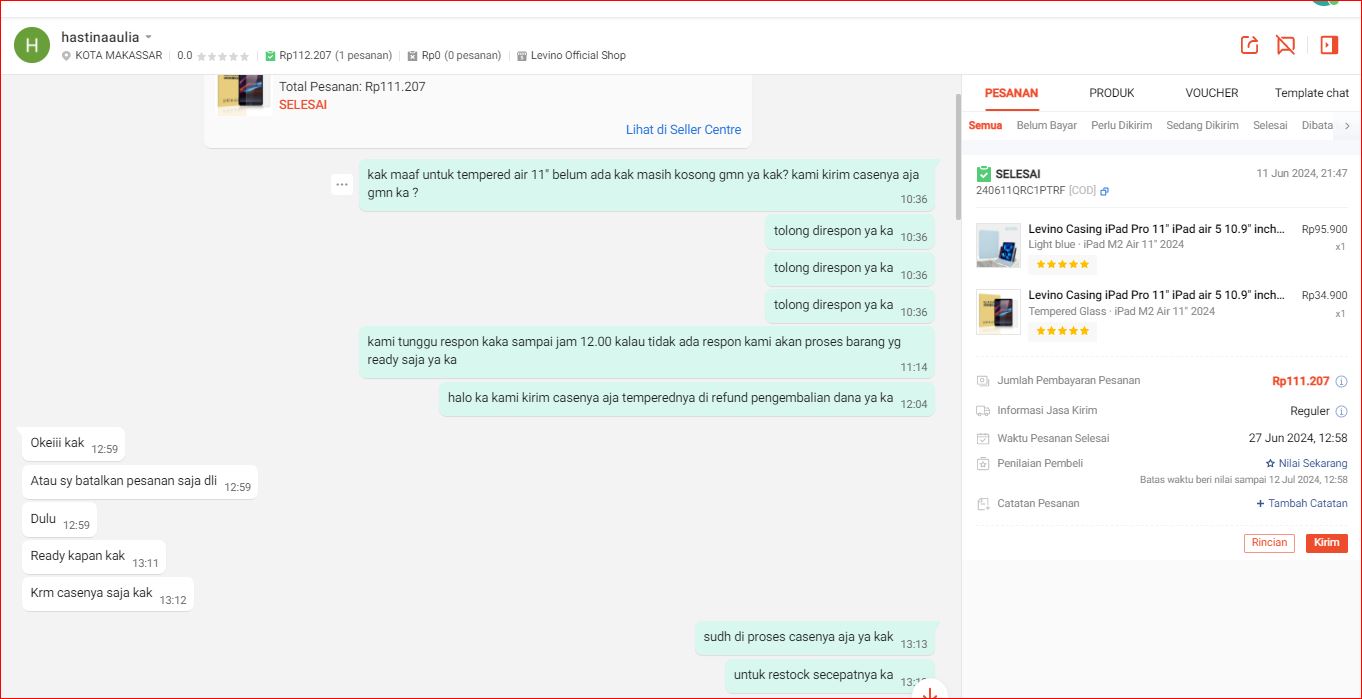 H
hastinaaulia
KOTA MAKASSAR 0.0 Rp112.207 (1 pesanan) Rp0 (0 pesanan) Levino Official Shop
Total Pesanan: Rp111.207
SELESAI
Lihat di Seller Centre
kak maaf untuk tempered air 11" belum ada kak masih kosong gmn ya kak? kami kirim casenya aja
gmn ka ?
10:36
tolong direspon ya ka 10:36
tolong direspon ya ka 10:36
tolong direspon ya ka 10:36
kami tunggu respon kaka sampai jam 12.00 kalau tidak ada respon kami akan proses barang yg
ready saja ya ka
11:14
halo ka kami kirim casenya aja temperednya di refund pengembalian dana ya ka 12:04
Okeiii kak 12:59
Atau sy batalkan pesanan saja dli 12:59
Dulu 12:59
Ready kapan kak 13:11
Krm casenya saja kak 13:12
sudh di proses casenya aja ya kak 13:13
untuk restock secepatnya ka
PESANAN PRODUK VOUCHER Template chat
Semua Belum Bayar Perlu Dikirim Sedang Dikirim Selesai Dibata
SELESAI 11 Jun 2024, 21:47
240611QRC1PTRF [COD]
Levino Casing iPad Pro 11" iPad air 5 10.9" inch... Rp95.900
Light blue · iPad M2 Air 11" 2024 x1
Levino Casing iPad Pro 11" iPad air 5 10.9" inch... Rp34.900
Tempered Glass · iPad M2 Air 11" 2024 x1
Jumlah Pembayaran Pesanan Rp111.207
Informasi Jasa Kirim Reguler
Waktu Pesanan Selesai 27 Jun 2024, 12:58
Penilaian Pembeli Nilai Sekarang
Batas waktu beri nilai sampai 12 Jul 2024, 12:58
Catatan Pesanan + Tambah Catatan
Rincian Kirim